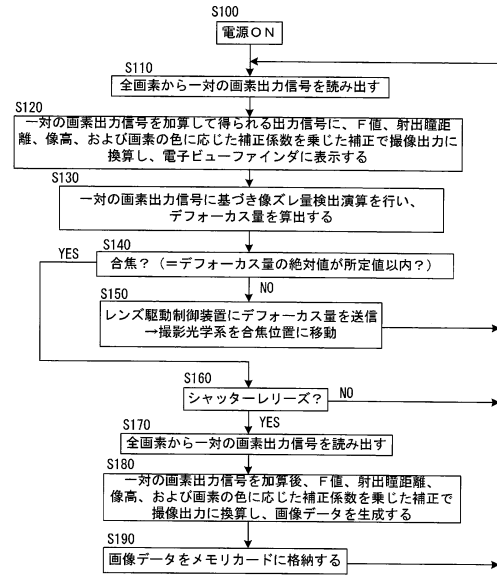 S100
電源ON
S110
全画素から一対の画素出力信号を読み出す
S120
一対の画素出力信号を加算して得られる出力信号に、F値、射出瞳距
離、像高、および画素の色に応じた補正係数を乗じた補正で撮像出力に
換算し、電子ビューファインダに表示する
S130
一対の画素出力信号に基づき像ズレ量検出演算を行い、
デフォーカス量を算出する
S140
YES
合焦？（＝デフォーカス量の絶対値が所定値以内？）
NO
S150
レンズ駆動制御装置にデフォーカス量を送信
→撮影光学系を合焦位置に移動
S160
シャッターレリーズ？
NO
YES
S170
全画素から一対の画素出力信号を読み出す
S180
一対の画素出力信号を加算後、F値、射出瞳距離、
像高、および画素の色に応じた補正係数を乗じた補正で
撮像出力に換算し、画像データを生成する
S190
画像データをメモリカードに格納する